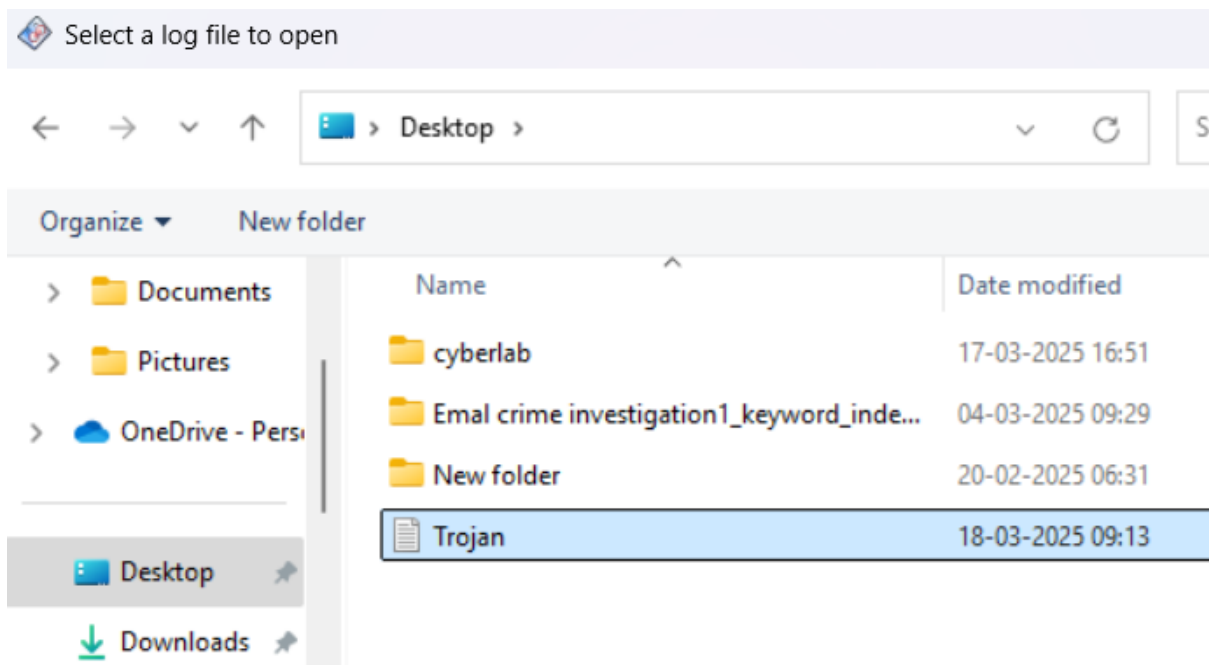 Select a log file to open
Desktop
S
Organize New folder
Name Date modified
Documents
Pictures
OneDrive - Pers
Desktop
Downloads
cyberlab 17-03-2025 16:51
Emal crime investigation1_keyword_inde... 04-03-2025 09:29
New folder 20-02-2025 06:31
Trojan 18-03-2025 09:13